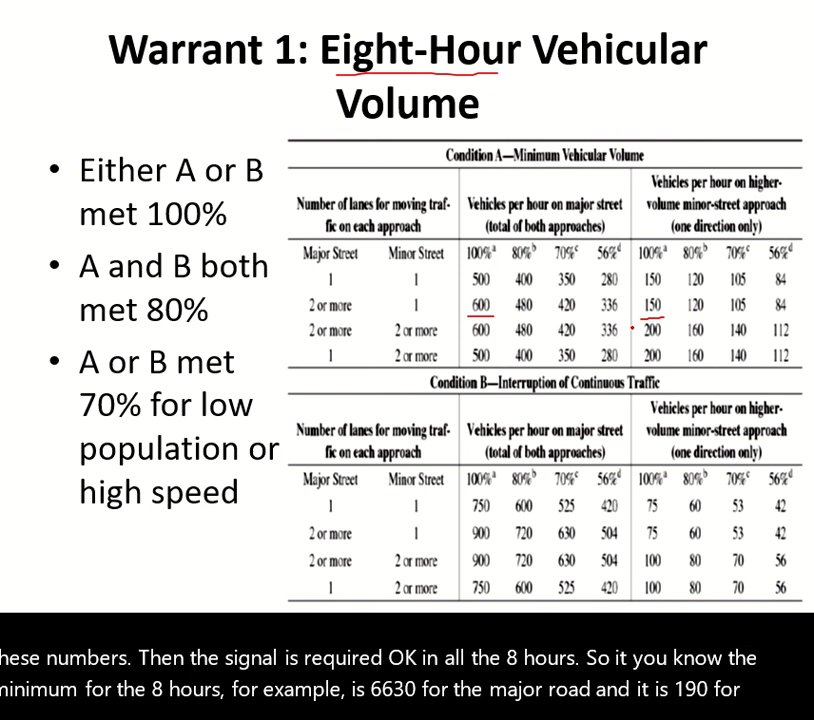 Warrant 1: Eight-Hour Vehicular
Volume
• Either A or B
met 100%
• A and B both
met 80%
• A or B met
70% for low
population or
high speed
Condition A—Minimum Vehicular Volume
Number of lanes for moving traf-
fic on each approach
Vehicles per hour on major street
(total of both approaches)
Vehicles per hour on higher-
volume minor-street approach
(one direction only)
Major Street Minor Street 100%a 80%b 70%c 56%d 100%a 80%b 70%c 56%d
1 1 500 400 350 280 150 120 105 84
2 or more 1 600 480 420 336 150 120 105 84
2 or more 2 or more 600 480 420 336 200 160 140 112
1 2 or more 500 400 350 280 200 160 140 112
Condition B—Interruption of Continuous Traffic
Number of lanes for moving traf-
fic on each approach
Vehicles per hour on major street
(total of both approaches)
Vehicles per hour on higher-
volume minor-street approach
(one direction only)
Major Street Minor Street 100%a 80%b 70%c 56%d 100%a 80%b 70%c 56%d
1 1 750 600 525 420 75 60 53 42
2 or more 1 900 720 630 504 75 60 53 42
2 or more 2 or more 900 720 630 504 100 80 70 56
1 2 or more 750 600 525 420 100 80 70 56
hese numbers. Then the signal is required OK in all the 8 hours. So it you know the
minimum for the 8 hours, for example, is 6630 for the major road and it is 190 for